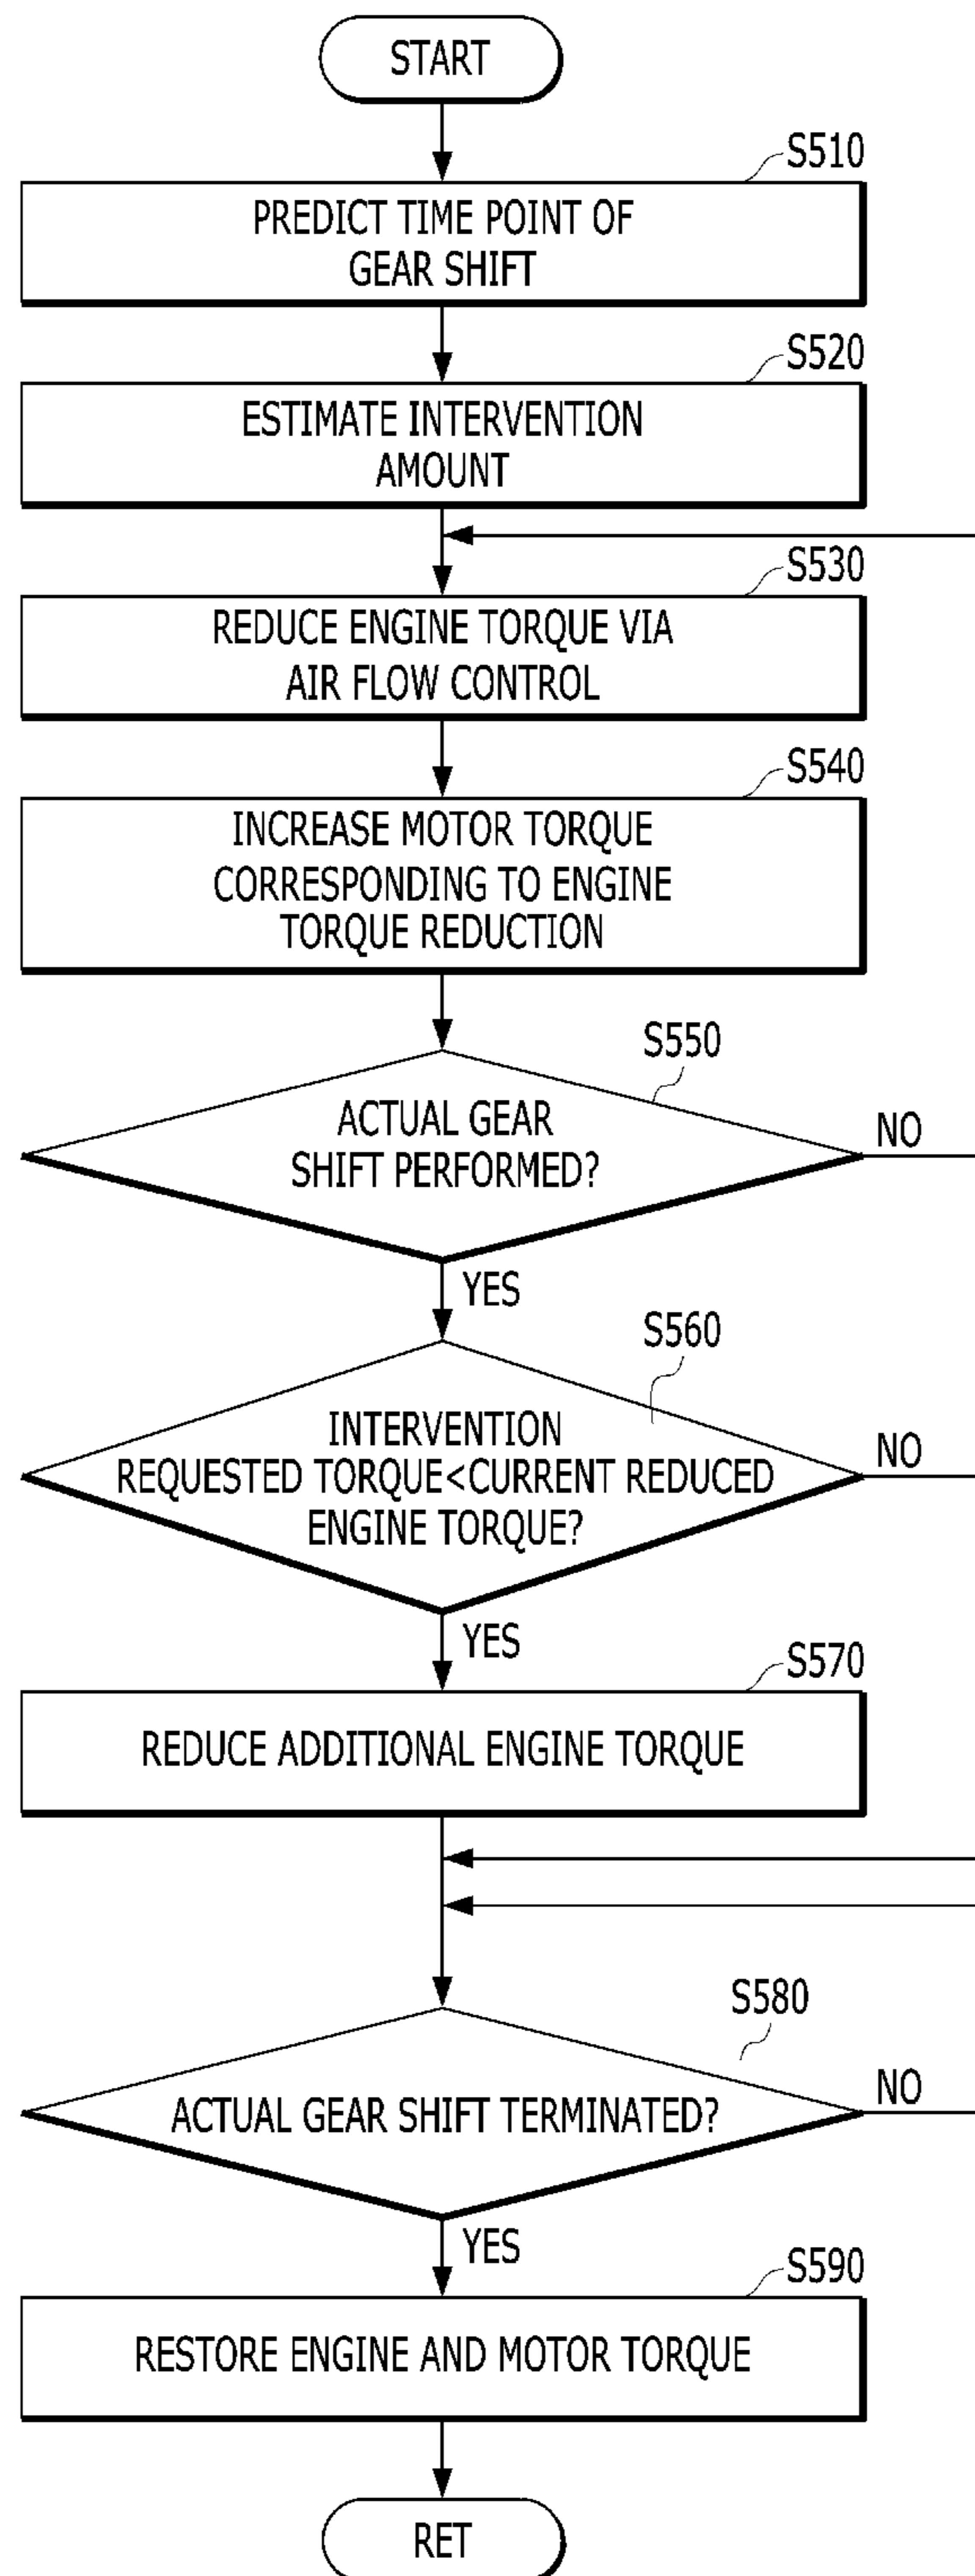 START
S510
PREDICT TIME POINT OF
GEAR SHIFT
S520
ESTIMATE INTERVENTION
AMOUNT
S530
REDUCE ENGINE TORQUE VIA
AIR FLOW CONTROL
S540
INCREASE MOTOR TORQUE
CORRESPONDING TO ENGINE
TORQUE REDUCTION
S550
ACTUAL GEAR
SHIFT PERFORMED?
NO
YES
S560
INTERVENTION
REQUESTED TORQUE<CURRENT REDUCED
ENGINE TORQUE?
NO
YES
S570
REDUCE ADDITIONAL ENGINE TORQUE
S580
ACTUAL GEAR SHIFT TERMINATED?
NO
YES
S590
RESTORE ENGINE AND MOTOR TORQUE
RET